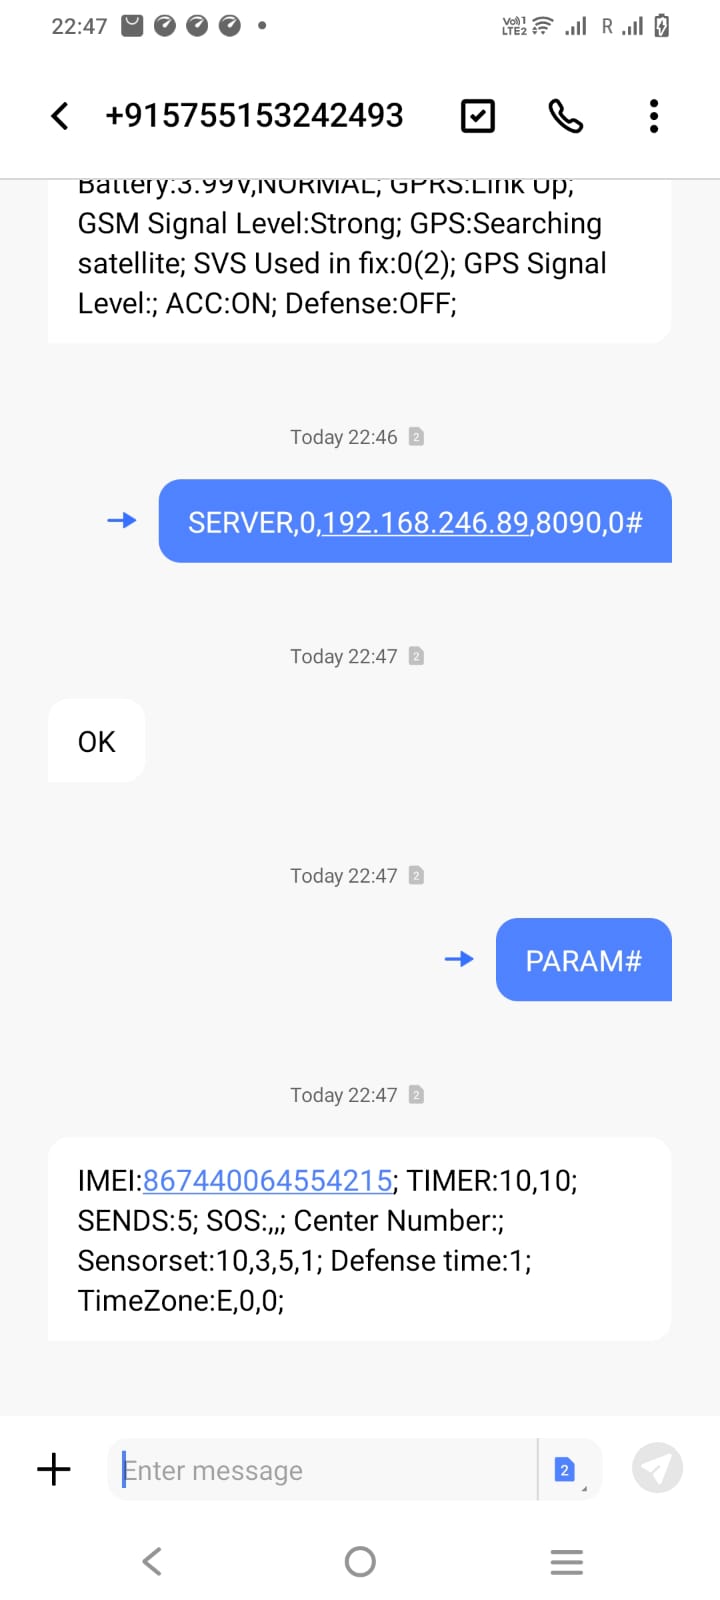 22:47
Vo))1
LTE2
R
+915755153242493
Battery:3.99V,NORMAL; GPRS:Link Up;
GSM Signal Level:Strong; GPS:Searching
satellite; SVS Used in fix:0(2); GPS Signal
Level:; ACC:ON; Defense:OFF;
Today 22:46 2
SERVER,0,192.168.246.89,8090,0#
Today 22:47 2
OK
Today 22:47 2
PARAM#
Today 22:47 2
IMEI:867440064554215; TIMER:10,10;
SENDS:5; SOS:,,,; Center Number:;
Sensorset:10,3,5,1; Defense time:1;
TimeZone:E,0,0;
Enter message
2